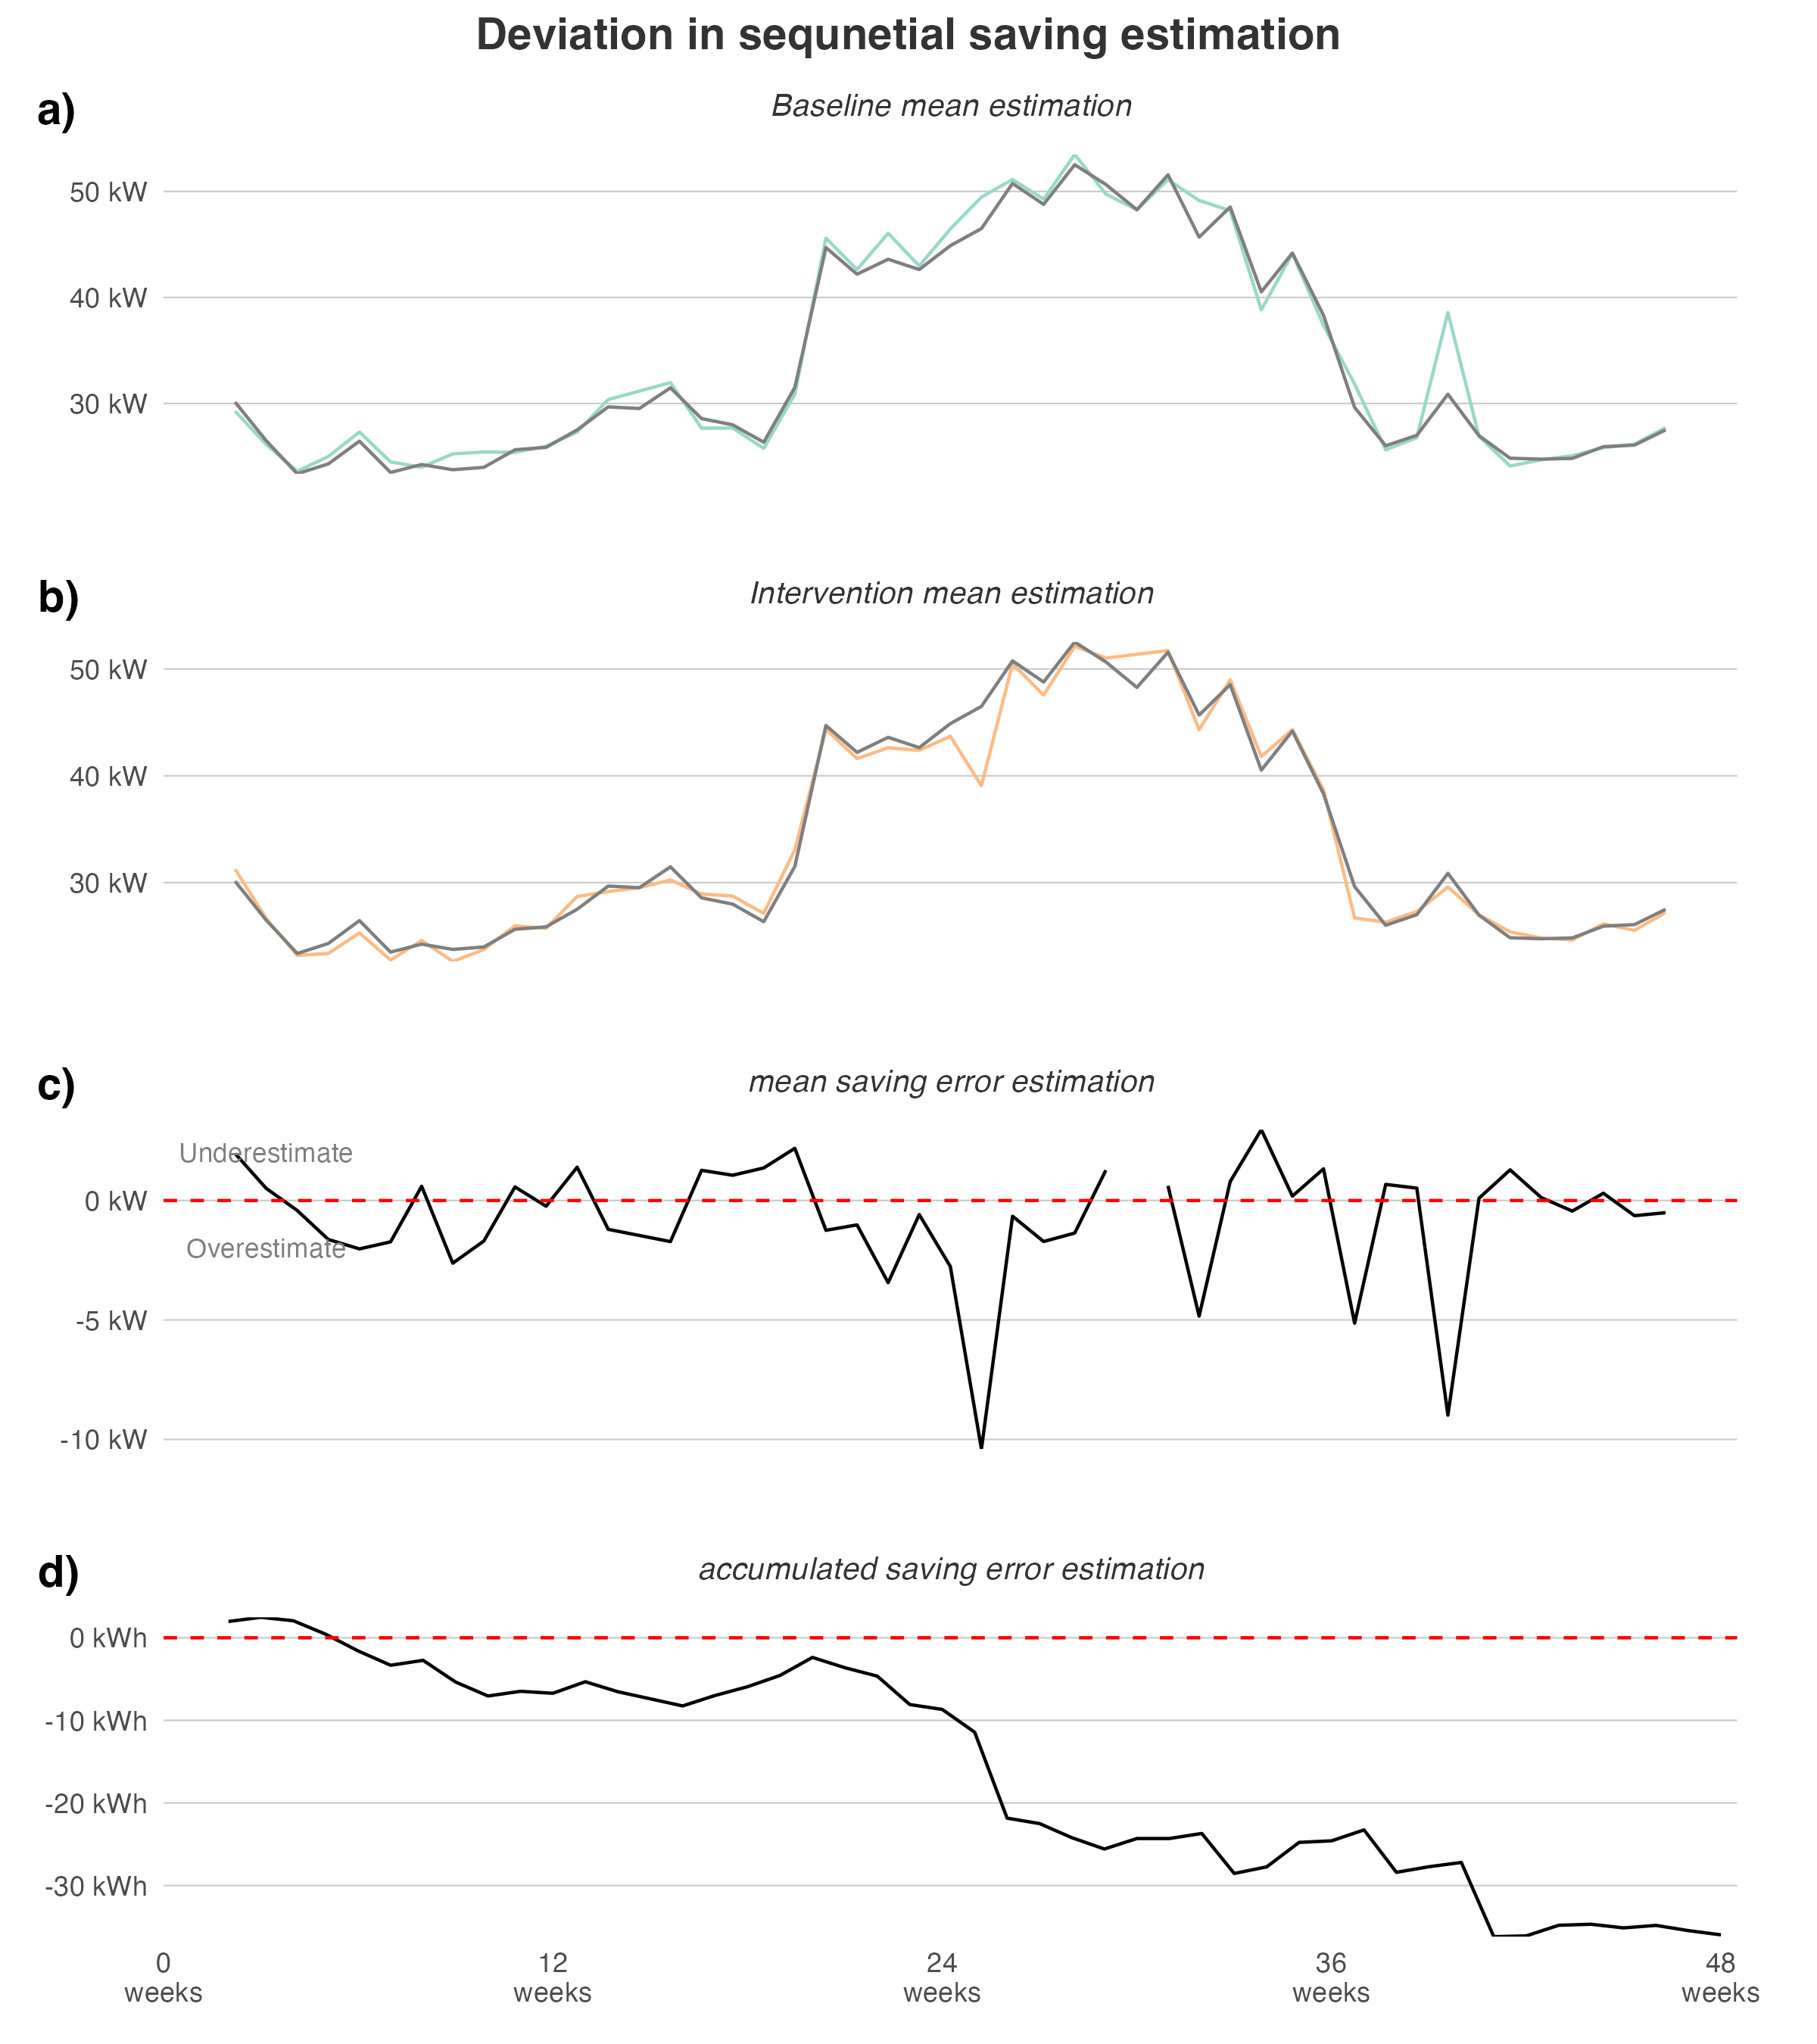 Deviation in sequnetial saving estimation
a)
Baseline mean estimation
50 kW
40 kW
30 kW
b)
Intervention mean estimation
50 kW
40 kW
30 kW
c)
mean saving error estimation
Underestimate
0 kW
Overestimate
-5 kW
-10 kW
d)
accumulated saving error estimation
0 kWh
-10 kWh
-20 kWh
-30 kWh
0 12 24 36 48
weeks weeks weeks weeks weeks